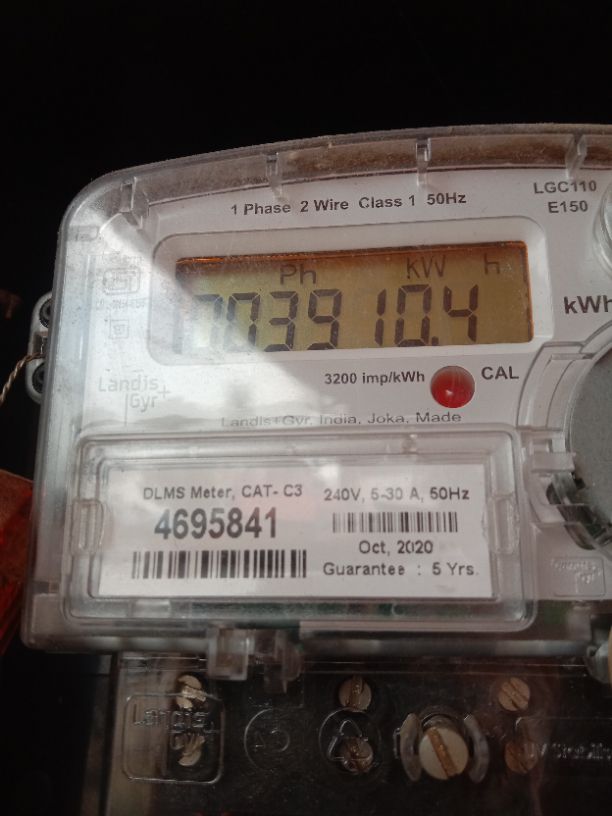 1 Phase 2 Wire Class 1 50Hz
LGC110
E150
Ph kW h
003910.4
kWh
3200 imp/kWh
CAL
Landis
Gyr+
Landis+Gyr, India, Joka, Made
DLMS Meter, CAT- C3
240V, 5-30 A, 50Hz
4695841
Oct, 2020
Guarantee : 5 Yrs.
Landis